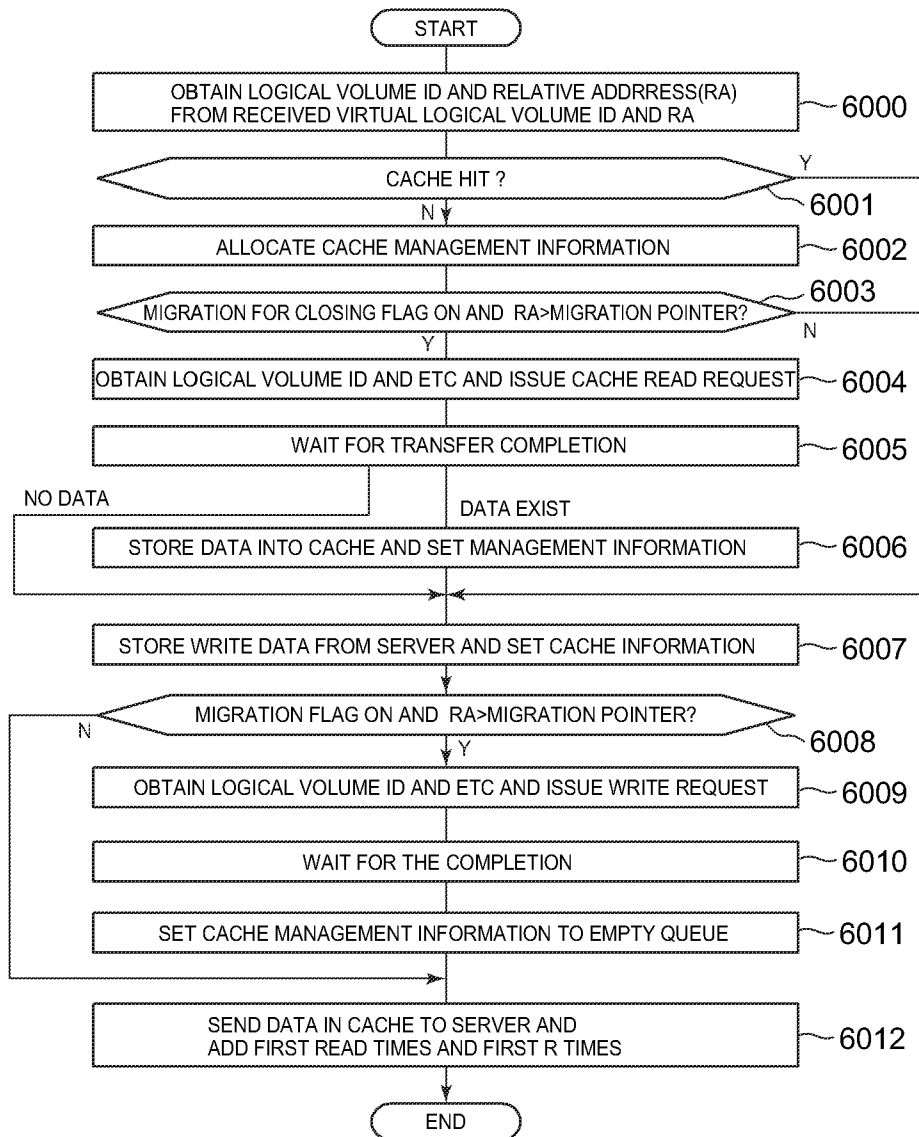 START
OBTAIN LOGICAL VOLUME ID AND RELATIVE ADDRRESS(RA)
FROM RECEIVED VIRTUAL LOGICAL VOLUME ID AND RA
6000
CACHE HIT ?
Y
6001
N
ALLOCATE CACHE MANAGEMENT INFORMATION
6002
MIGRATION FOR CLOSING FLAG ON AND RA>MIGRATION POINTER?
6003
N
Y
OBTAIN LOGICAL VOLUME ID AND ETC AND ISSUE CACHE READ REQUEST
6004
WAIT FOR TRANSFER COMPLETION
6005
NO DATA
DATA EXIST
STORE DATA INTO CACHE AND SET MANAGEMENT INFORMATION
6006
STORE WRITE DATA FROM SERVER AND SET CACHE INFORMATION
6007
MIGRATION FLAG ON AND RA>MIGRATION POINTER?
N
6008
Y
OBTAIN LOGICAL VOLUME ID AND ETC AND ISSUE WRITE REQUEST
6009
WAIT FOR THE COMPLETION
6010
SET CACHE MANAGEMENT INFORMATION TO EMPTY QUEUE
6011
SEND DATA IN CACHE TO SERVER AND
ADD FIRST READ TIMES AND FIRST R TIMES
6012
END